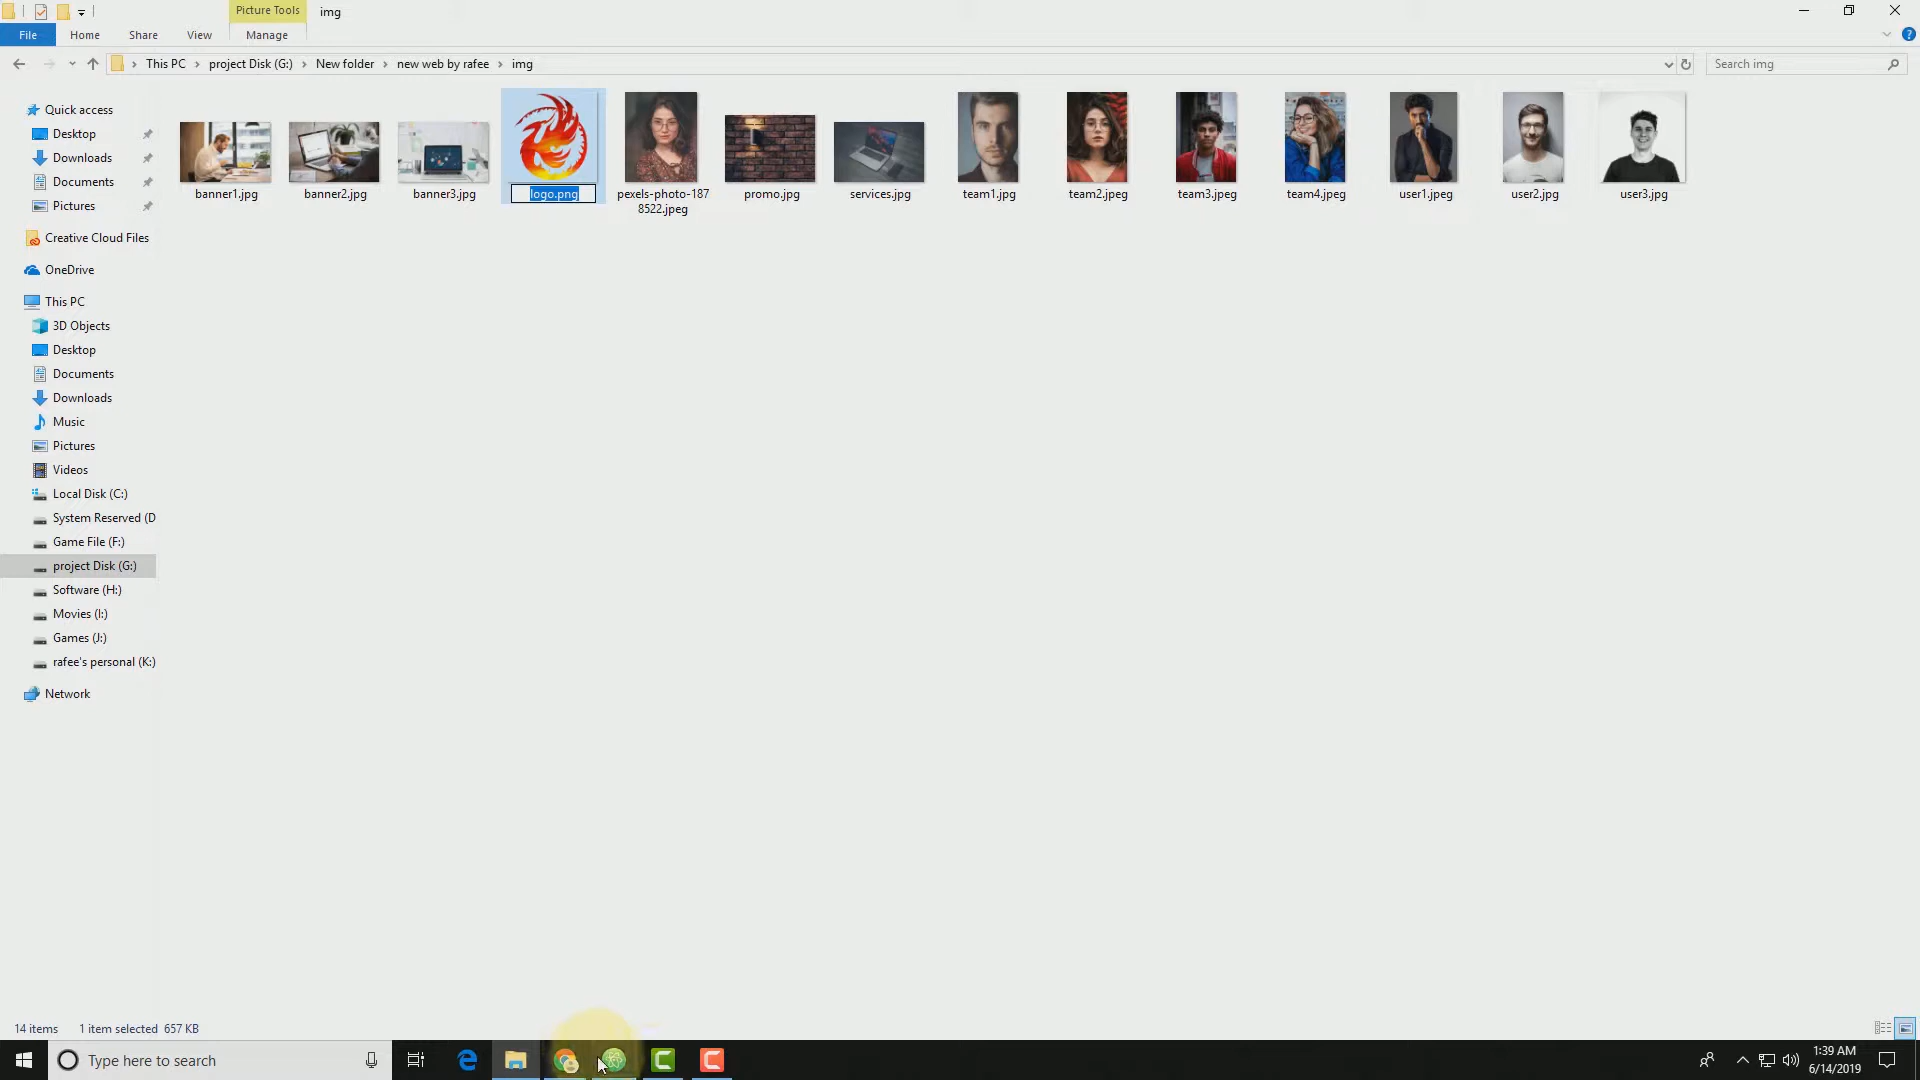 Picture Tools
img
File
Home
Share
View
Manage
This PC
project Disk (G:)
New folder
new web by rafee
img
Search img
Quick access
Desktop
Downloads
Documents
Pictures
Creative Cloud Files
OneDrive
This PC
3D Objects
Desktop
Documents
Downloads
Music
Pictures
Videos
Local Disk (C:)
System Reserved (D
Game File (F:)
project Disk (G:)
Software (H:)
Movies (I:)
Games (J:)
rafee's personal (K:)
Network
banner1.jpg
banner2.jpg
banner3.jpg
logo.png
pexels-photo-187
8522.jpeg
promo.jpg
services.jpg
team1.jpg
team2.jpeg
team3.jpeg
team4.jpeg
user1.jpeg
user2.jpg
user3.jpg
14 items
1 item selected 657 KB
Type here to search
1:39 AM
6/14/2019